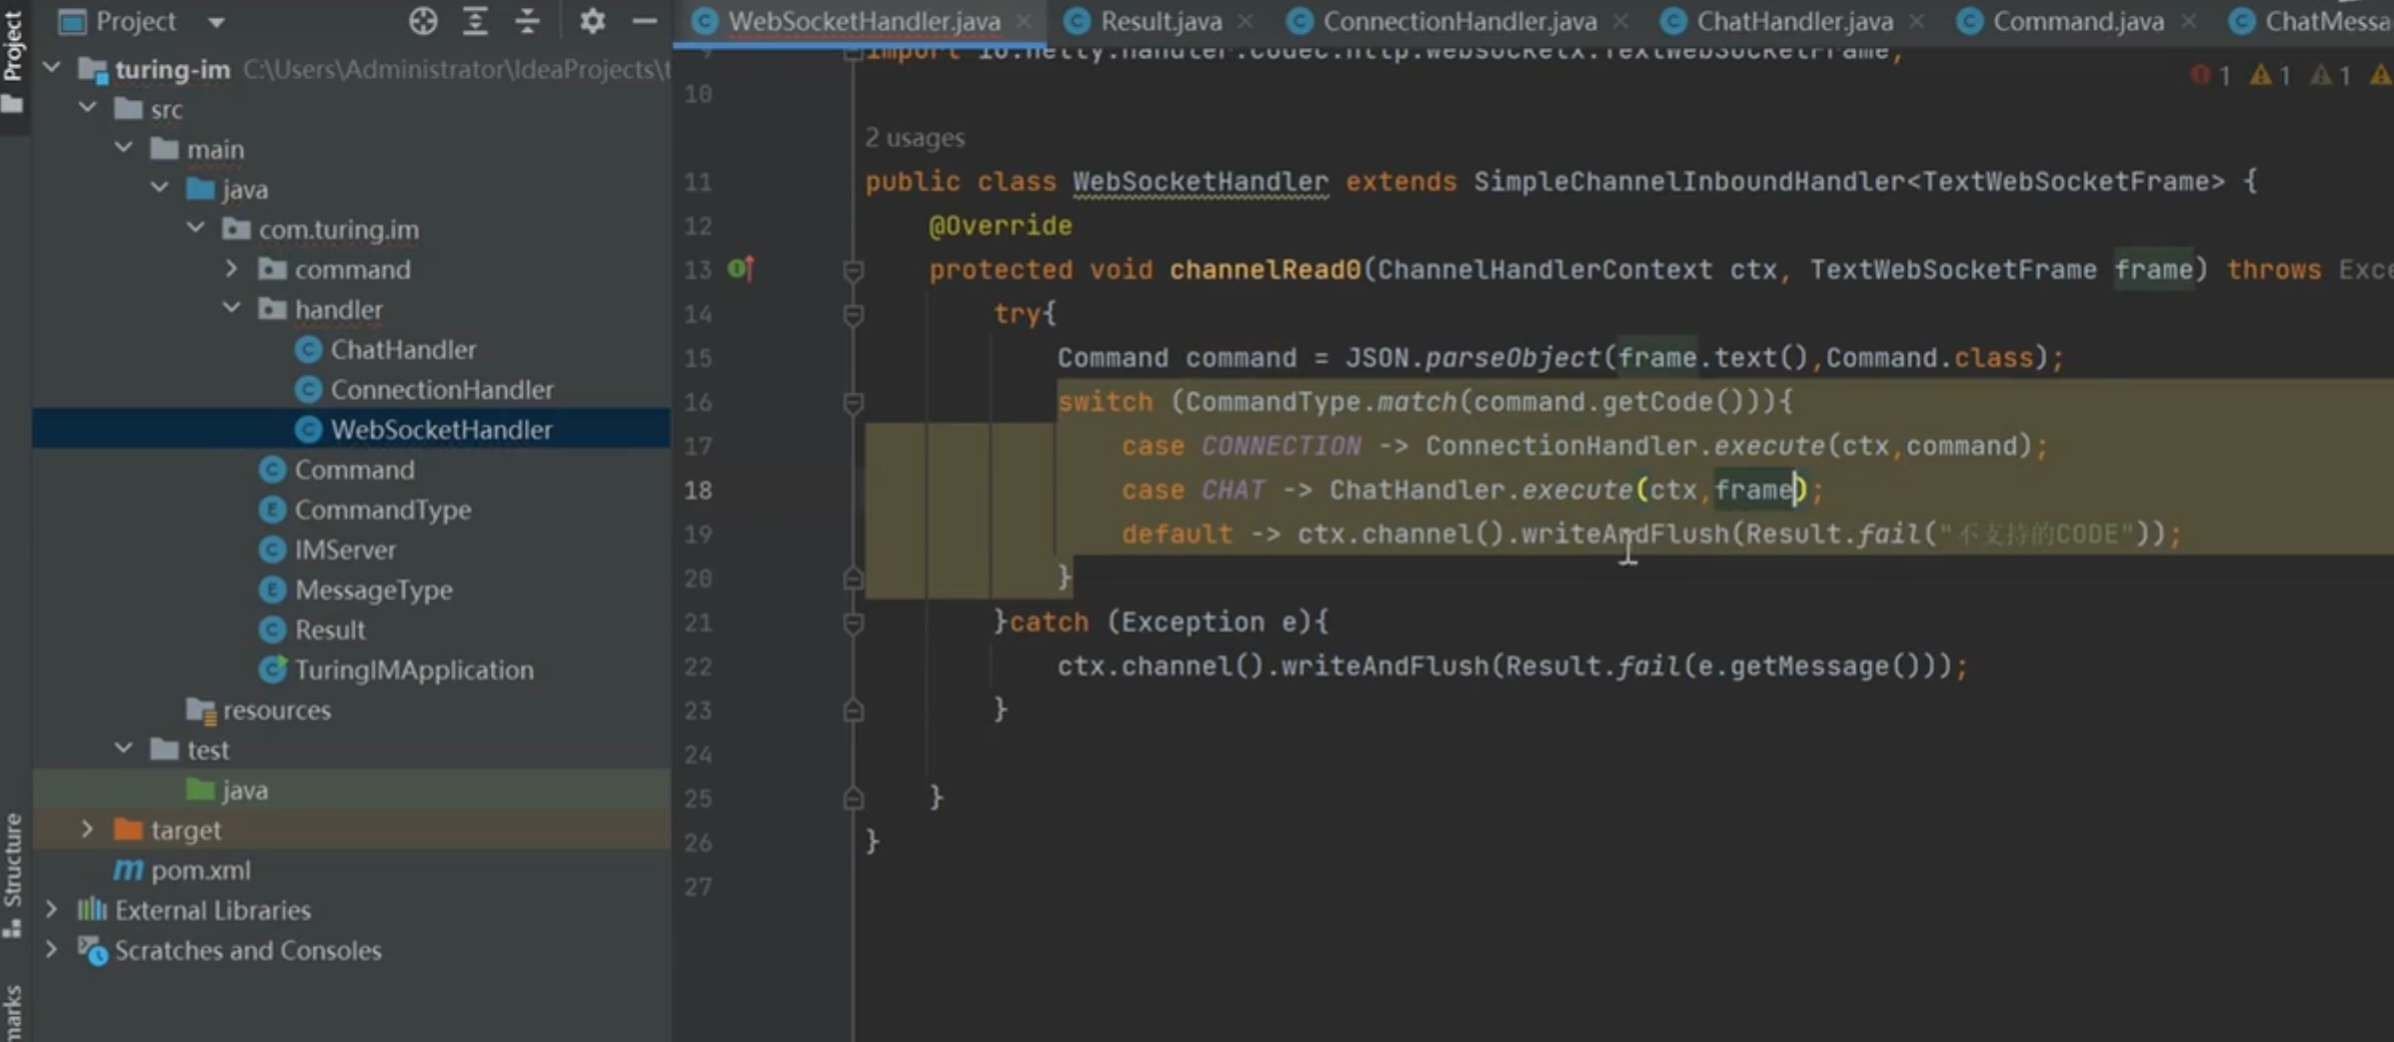 Project
WebSocketHandler.java
Result.java
ConnectionHandler.java
ChatHandler.java
Command.java
ChatMessa
Project
turing-im C:\Users\Administrator\IdeaProjects\t
src
main
java
com.turing.im
command
handler
ChatHandler
ConnectionHandler
WebSocketHandler
Command
CommandType
IMServer
MessageType
Result
TuringIMApplication
resources
test
java
target
pom.xml
External Libraries
Scratches and Consoles
Structure
marks
1 1 1
9 import io.netty.handler.codec.http.websocketx.TextWebSocketFrame;
10
2 usages
11 public class WebSocketHandler extends SimpleChannelInboundHandler<TextWebSocketFrame> {
12 @Override
13 protected void channelRead0(ChannelHandlerContext ctx, TextWebSocketFrame frame) throws Exce
14 try{
15 Command command = JSON.parseObject(frame.text(),Command.class);
16 switch (CommandType.match(command.getCode())){
17 case CONNECTION -> ConnectionHandler.execute(ctx,command);
18 case CHAT -> ChatHandler.execute(ctx,frame);
19 default -> ctx.channel().writeAndFlush(Result.fail("不支持的CODE"));
20 }
21 }catch (Exception e){
22 ctx.channel().writeAndFlush(Result.fail(e.getMessage()));
23 }
24
25 }
26 }
27